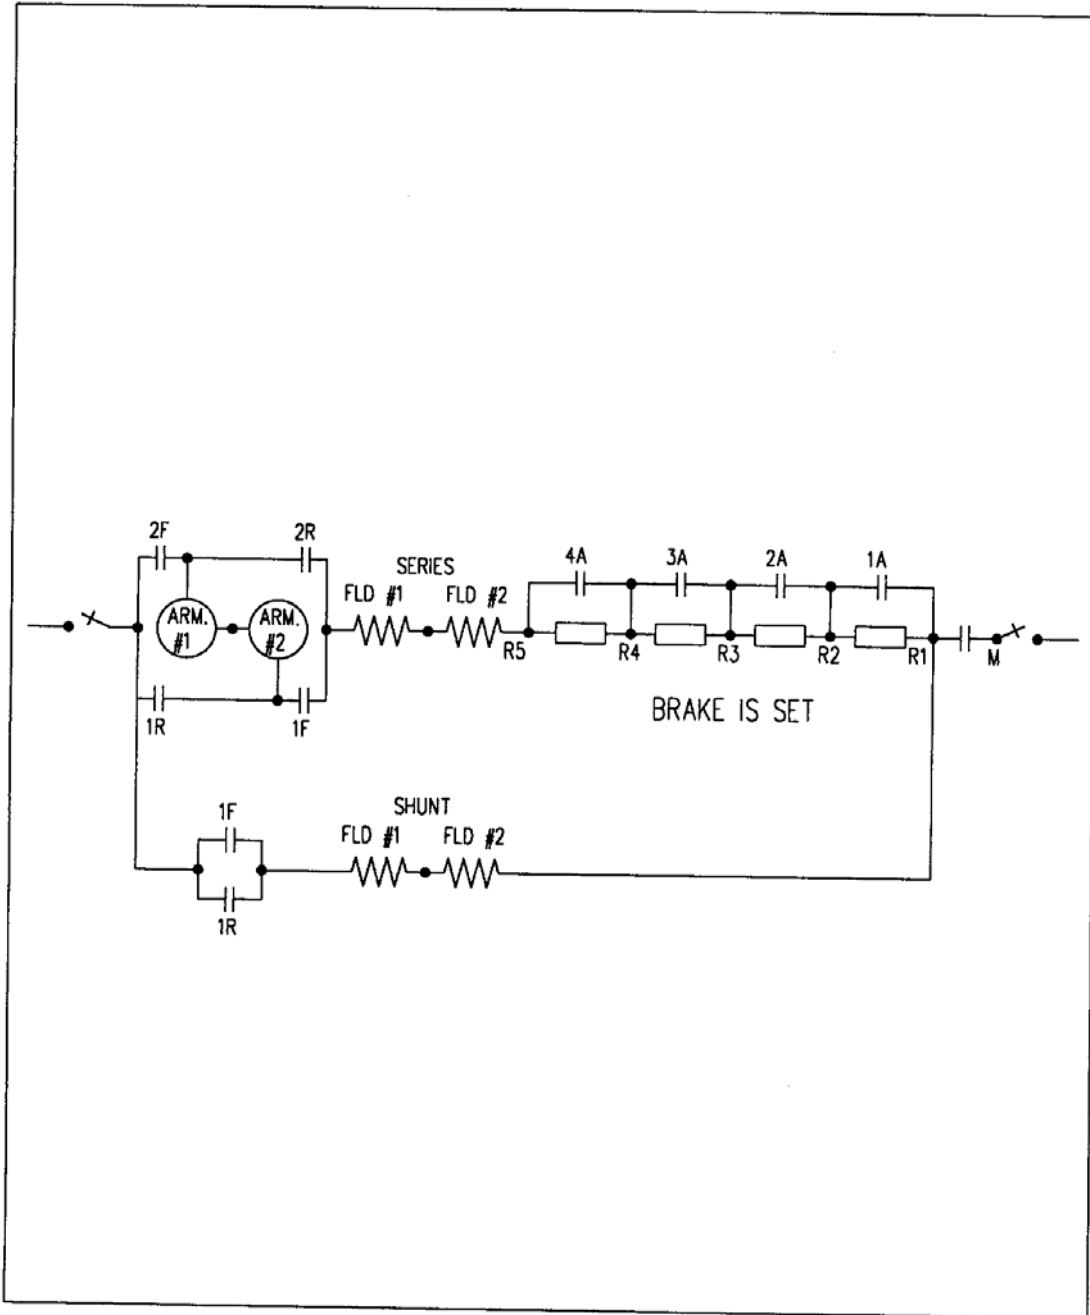 2F
2R
SERIES
FLD #1
FLD #2
4A
3A
2A
1A
ARM.
#1
ARM.
#2
R5
R4
R3
R2
R1
M
1R
1F
BRAKE IS SET
SHUNT
1F
FLD #1
FLD #2
1R